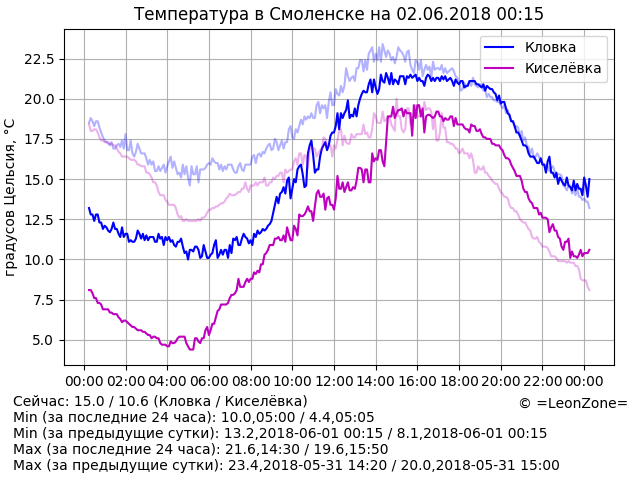 Температура в Смоленске на 02.06.2018 00:15
Кловка
Киселёвка
градусов Цельсия, °C
22.5
20.0
17.5
15.0
12.5
10.0
7.5
5.0
00:00 02:00 04:00 06:00 08:00 10:00 12:00 14:00 16:00 18:00 20:00 22:00 00:00
Сейчас: 15.0 / 10.6 (Кловка / Киселёвка)
© =LeonZone=
Min (за последние 24 часа): 10.0,05:00 / 4.4,05:05
Min (за предыдущие сутки): 13.2,2018-06-01 00:15 / 8.1,2018-06-01 00:15
Max (за последние 24 часа): 21.6,14:30 / 19.6,15:50
Max (за предыдущие сутки): 23.4,2018-05-31 14:20 / 20.0,2018-05-31 15:00